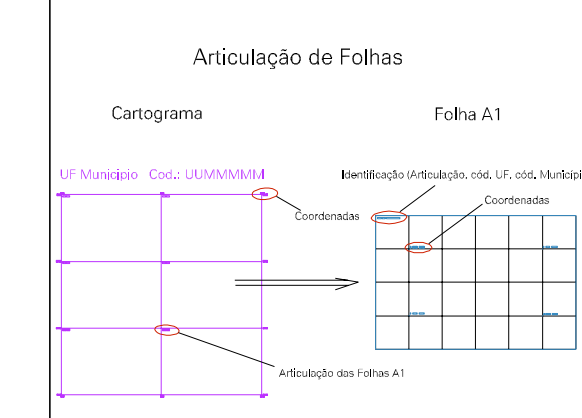 Articulação de Folhas
Cartograma
Folha A1
UF Município Cod.: UUMMMMM
Identificação (Articulação, cód. UF, cód. Municípi
Coordenadas
Coordenadas
Articulação das Folhas A1